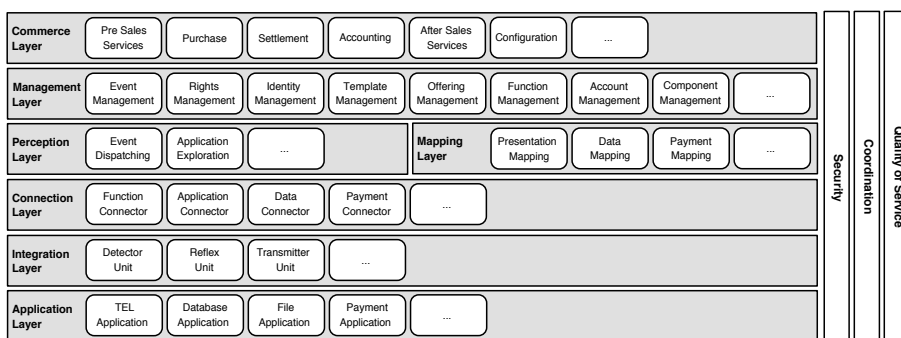 Commerce
Layer
Pre Sales
Services
Purchase
Settlement
Accounting
After Sales
Services
Configuration
...
Management
Layer
Event
Management
Rights
Management
Identity
Management
Template
Management
Offering
Management
Function
Management
Account
Management
Component
Management
...
Perception
Layer
Event
Dispatching
Application
Exploration
...
Mapping
Layer
Presentation
Mapping
Data
Mapping
Payment
Mapping
...
Connection
Layer
Function
Connector
Application
Connector
Data
Connector
Payment
Connector
...
Integration
Layer
Detector
Unit
Reflex
Unit
Transmitter
Unit
...
Application
Layer
TEL
Application
Database
Application
File
Application
Payment
Application
...
Security
Coordination
Quality of Service